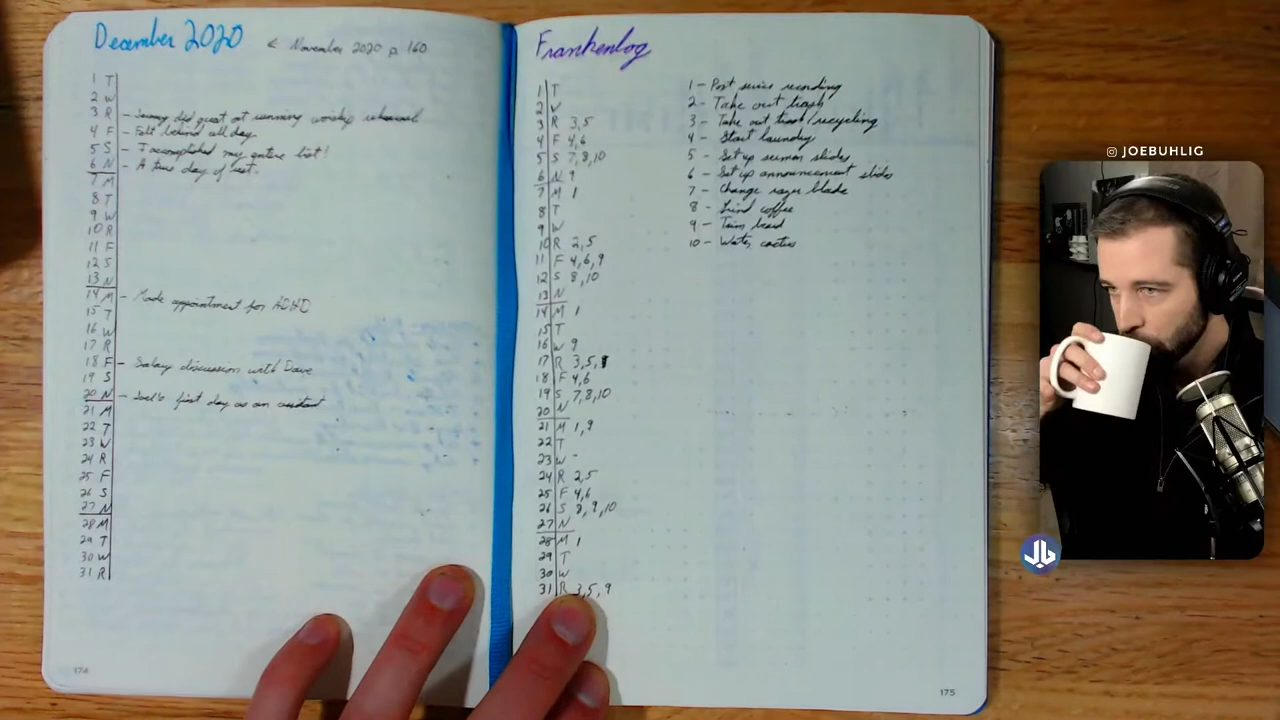 December 2020 < November 2020 p. 160
1 T
2 W
3 R - Sammy did great at running worship rehearsal
4 F - Felt behind all day.
5 S - I accomplished my entire list!
6 N - A true day of rest.
7 M
8 T
9 W
10 R
11 F
12 S
13 N
14 M - Made appointment for ADHD
15 T
16 W
17 R
18 F - Salary discussion with Dave
19 S
20 N - Joel's first day as an assistant
21 M
22 T
23 W
24 R
25 F
26 S
27 N
28 M
29 T
30 W
31 R
174
Frankenlog
1 T
2 W
3 R 3,5
4 F 4,6
5 S 7,8,10
6 N 9
7 M 1
8 T
9 W
10 R 2,5
11 F 4,6,9
12 S 8,10
13 N
14 M 1
15 T
16 W 9
17 R 3,5,
18 F 4,6
19 S 7,8,10
20 N
21 M 1,9
22 T
23 W -
24 R 2,5
25 F 4,6
26 S 8,9,10
27 N
28 M 1
29 T
30 W
31 R 3,5,9
1 - Post service recording
2 - Take out trash
3 - Take out trash/recycling
4 - Start laundry
5 - Set up sermon slides
6 - Set up announcement slides
7 - Change razor blade
8 - Grind coffee
9 - Trim beard
10 - Water cactus
175
JOEBUHLIG
Jb